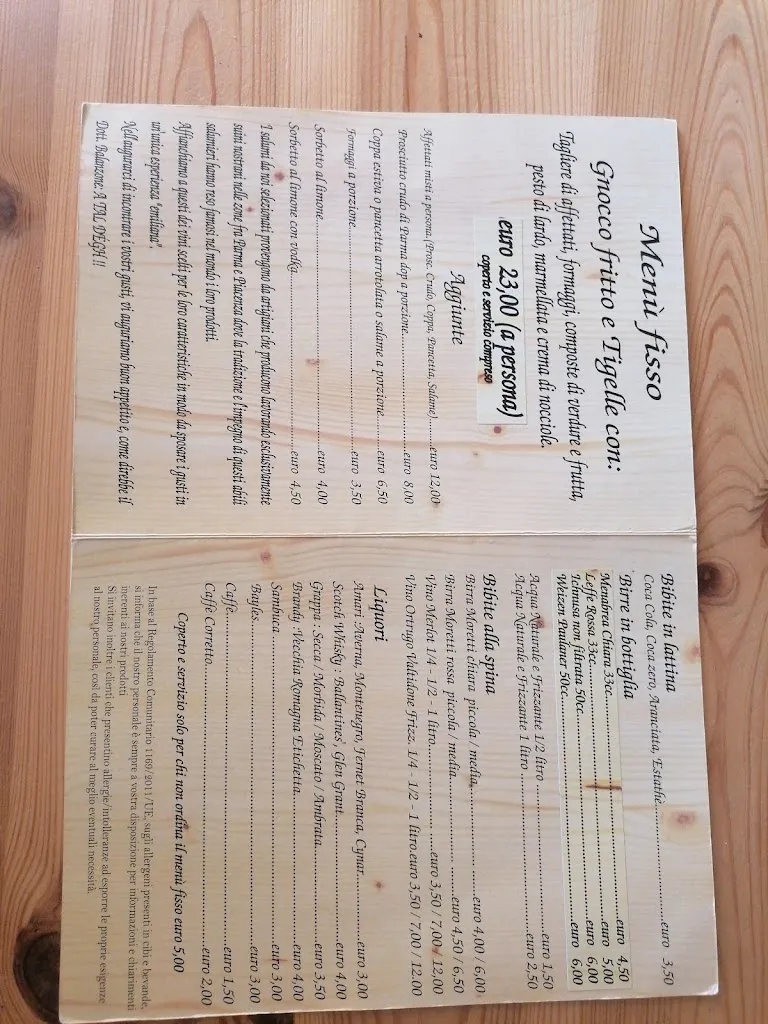 Menù fisso
Gnocco fritto e Tigelle con:
Tagliere di affettati, formaggi, composte di verdure e frutta,
pesto di lardo, marmellata e crema di nocciole.
euro 23,00 (a persona)
coperto e servizio compreso
Aggiunte
Affettati misti a persona.(Prosc. Crudo, Coppa, Pancetta, Salame)........euro 12,00
Prosciutto crudo di Parma dop a porzione........euro 8,00
Coppa estiva o pancetta arrotolata o salame a porzione........euro 6,50
Formaggi a porzione........euro 3,50
Sorbetto al limone........euro 4,00
Sorbetto al limone con vodka........euro 4,50
I salumi da noi selezionati provengono da artigiani che producono lavorando esclusivamente
suini nostrani nelle zone fra Parma e Piacenza dove la tradizione e l'impegno di questi abili
salumieri hanno reso famosi nel mondo i loro prodotti.
Affianchiamo a questi dei vini scelti per le loro caratteristiche in modo da sposare i gusti in
un'unica esperienza "emiliana".
Nell'augurarci di incontrare i vostri gusti, vi auguriamo buon appetito e, come direbbe il
Dott. Balanzone: A TAL DÉGH !!
Bibite in lattina
Coca Cola, Coca zero, Aranciata, Estathè........euro 3,50
Birre in bottiglia
Menabrea Chiara 33cc........euro 4,50
Leffe Rossa 33cc........euro 5,00
Ichnusa non filtrata 50cc........euro 6,00
Weizen Paulaner 50cc........euro 6,00
Acqua Naturale e Frizzante 1/2 litro........euro 1,50
Acqua Naturale e Frizzante 1 litro........euro 2,50
Bibite alla spina
Birra Moretti chiara piccola / media........euro 4,00 / 6,00
Birra Moretti rossa piccola / media........euro 4,50 / 6,50
Vino Merlot 1/4 - 1/2 - 1 litro........euro 3,50 / 7,00 / 12,00
Vino Ortrugo Valtidone Frizz. 1/4 - 1/2 - 1 litro.euro 3,50 / 7,00 / 12,00
Liquori
Amari : Averna, Montenegro, Fernet Branca, Cynar........euro 3,00
Scotch Whisky : Ballantines', Glen Grant........euro 4,00
Grappa : Secca / Morbida / Moscato / Ambrata........euro 3,50
Brandy :Vecchia Romagna Etichetta........euro 4,00
Sambuca........euro 3,00
Bayles........euro 3,00
Caffè........euro 1,50
Caffè Corretto........euro 2,00
Coperto e servizio solo per chi non ordina il menù fisso euro 5,00
In base al Regolamento Comunitario 1169/2011/UE, sugli allergeni presenti in cibi e bevande,
si informa che il nostro personale è sempre a vostra disposizione per informazioni e chiarimenti
inerenti ai nostri prodotti
Si invitano inoltre i clienti che presentino allergie/intolleranze ad esporre le proprie esigenze
al nostro personale, così da poter curare al meglio eventuali necessità.